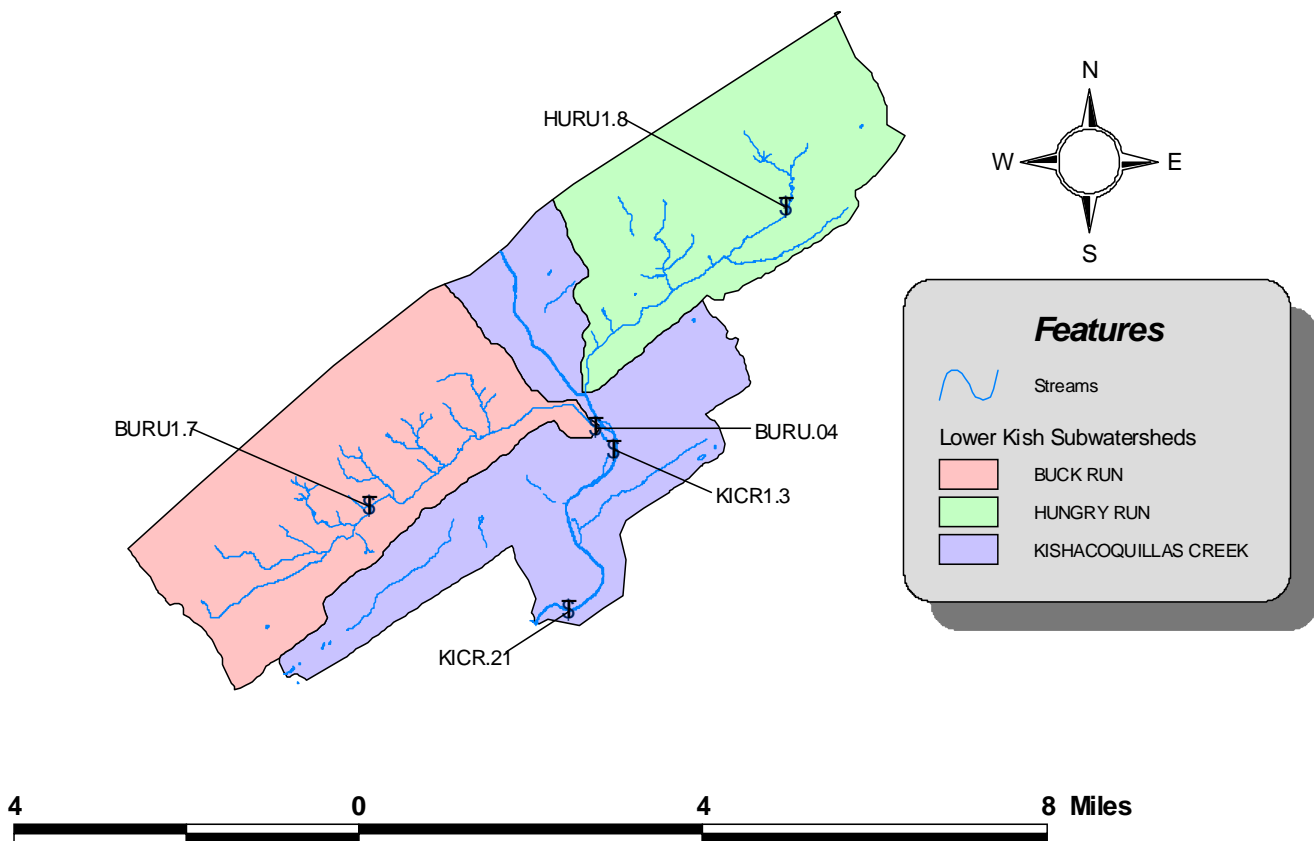 N
HURU1.8
W
E
S
Features
Streams
BURU1.7
BURU.04
Lower Kish Subwatersheds
BUCK RUN
KICR1.3
HUNGRY RUN
KISHACOQUILLAS CREEK
KICR.21
4 0 4 8 Miles